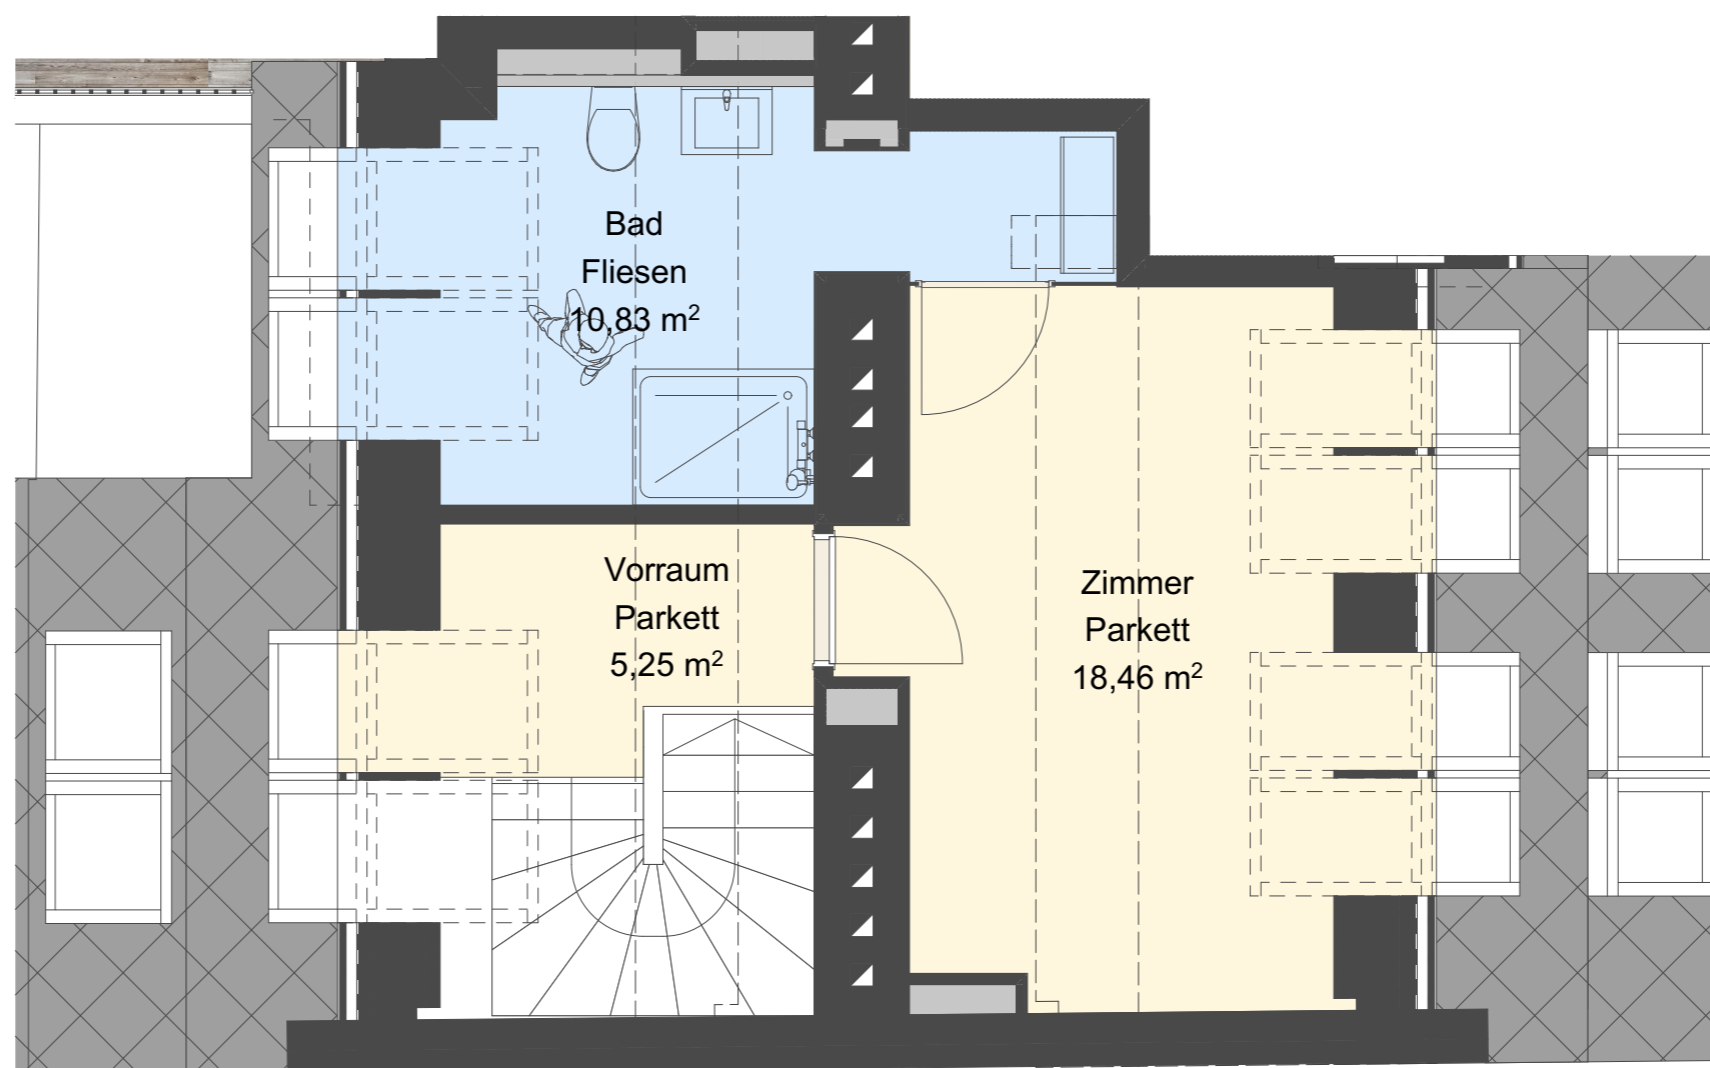 Bad
Fliesen
10,83 m²
Vorraum
Parkett
5,25 m²
Zimmer
Parkett
18,46 m²